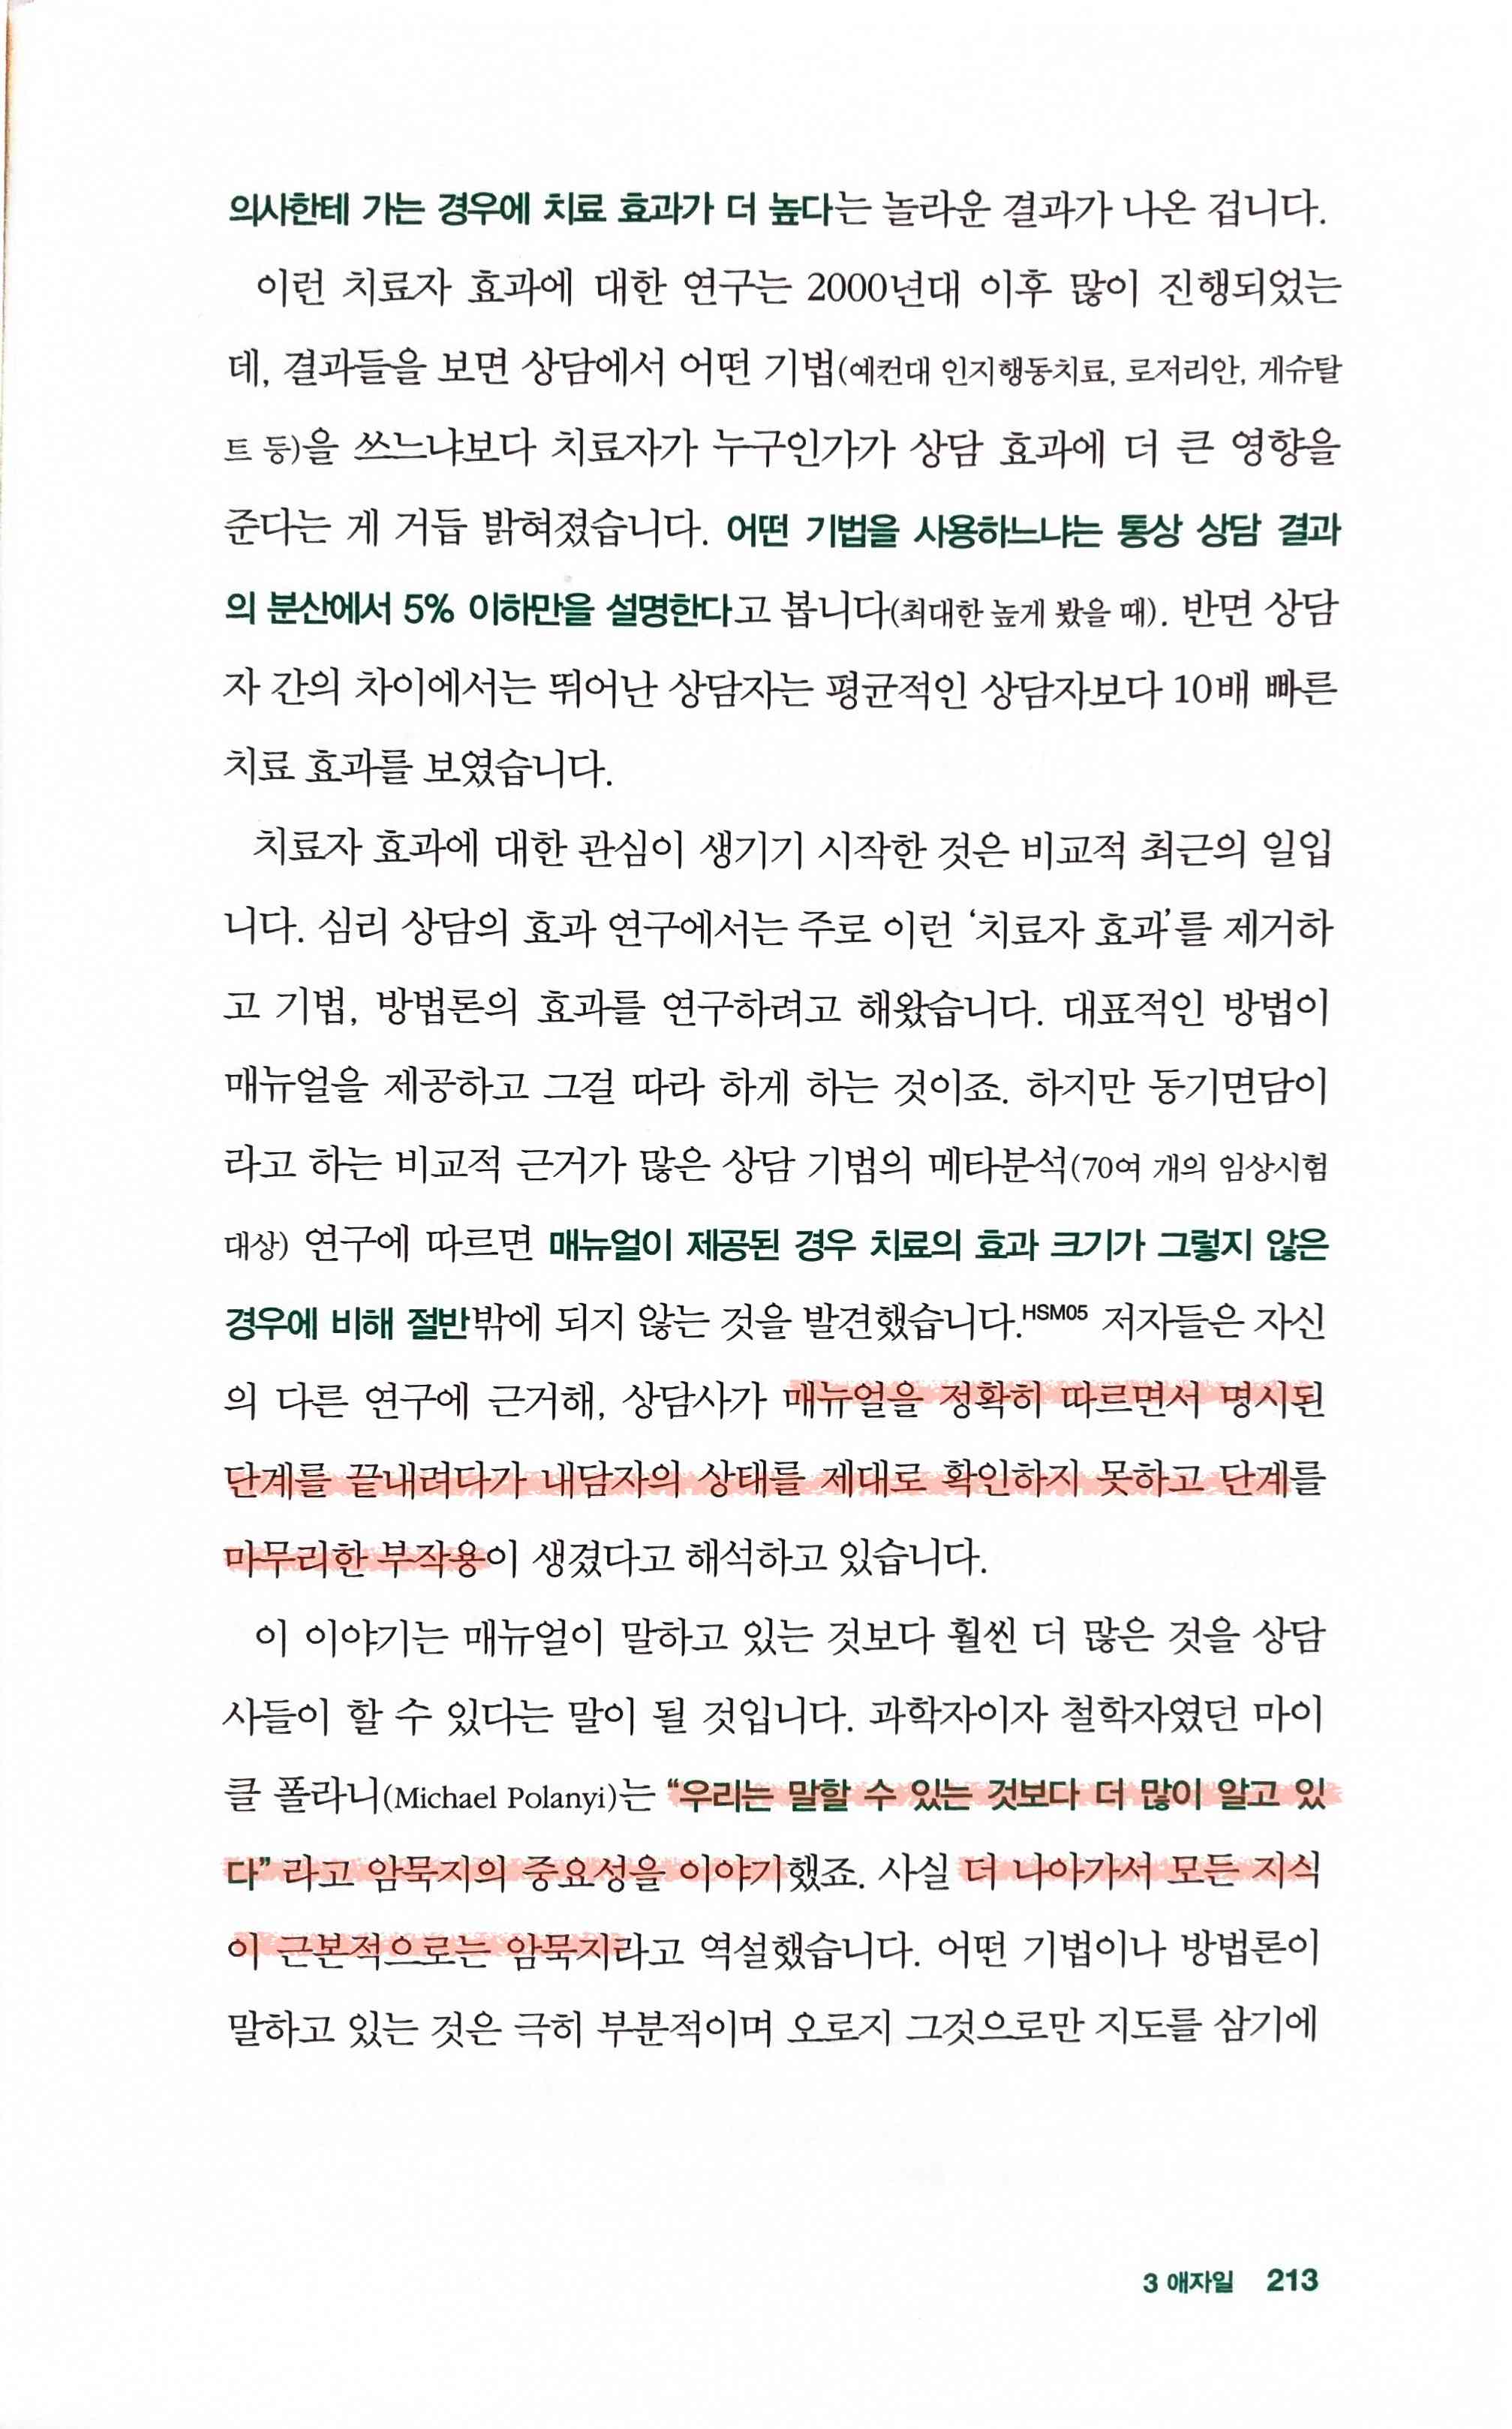 의사한테 가는 경우에 치료 효과가 더 높다는 놀라운 결과가 나온 겁니다.
이런 치료자 효과에 대한 연구는 2000년대 이후 많이 진행되었는
데, 결과들을 보면 상담에서 어떤 기법(예컨대 인지행동치료, 로저리안, 게슈탈
트 등)을 쓰느냐보다 치료자가 누구인가가 상담 효과에 더 큰 영향을
준다는 게 거듭 밝혀졌습니다. 어떤 기법을 사용하느냐는 통상 상담 결과
의 분산에서 5% 이하만을 설명한다고 봅니다(최대한 높게 봤을 때). 반면 상담
자 간의 차이에서는 뛰어난 상담자는 평균적인 상담자보다 10배 빠른
치료 효과를 보였습니다.
치료자 효과에 대한 관심이 생기기 시작한 것은 비교적 최근의 일입
니다. 심리 상담의 효과 연구에서는 주로 이런 ‘치료자 효과’를 제거하
고 기법, 방법론의 효과를 연구하려고 해왔습니다. 대표적인 방법이
매뉴얼을 제공하고 그걸 따라 하게 하는 것이죠. 하지만 동기면담이
라고 하는 비교적 근거가 많은 상담 기법의 메타분석(70여 개의 임상시험
대상) 연구에 따르면 매뉴얼이 제공된 경우 치료의 효과 크기가 그렇지 않은
경우에 비해 절반밖에 되지 않는 것을 발견했습니다.HSM05 저자들은 자신
의 다른 연구에 근거해, 상담사가 매뉴얼을 정확히 따르면서 명시된
단계를 끝내려다가 내담자의 상태를 제대로 확인하지 못하고 단계를
마무리한 부작용이 생겼다고 해석하고 있습니다.
이 이야기는 매뉴얼이 말하고 있는 것보다 훨씬 더 많은 것을 상담
사들이 할 수 있다는 말이 될 것입니다. 과학자이자 철학자였던 마이
클 폴라니(Michael Polanyi)는 “우리는 말할 수 있는 것보다 더 많이 알고 있
다” 라고 암묵지의 중요성을 이야기했죠. 사실 더 나아가서 모든 지식
이 근본적으로는 암묵지라고 역설했습니다. 어떤 기법이나 방법론이
말하고 있는 것은 극히 부분적이며 오로지 그것으로만 지도를 삼기에
3 애자일 213